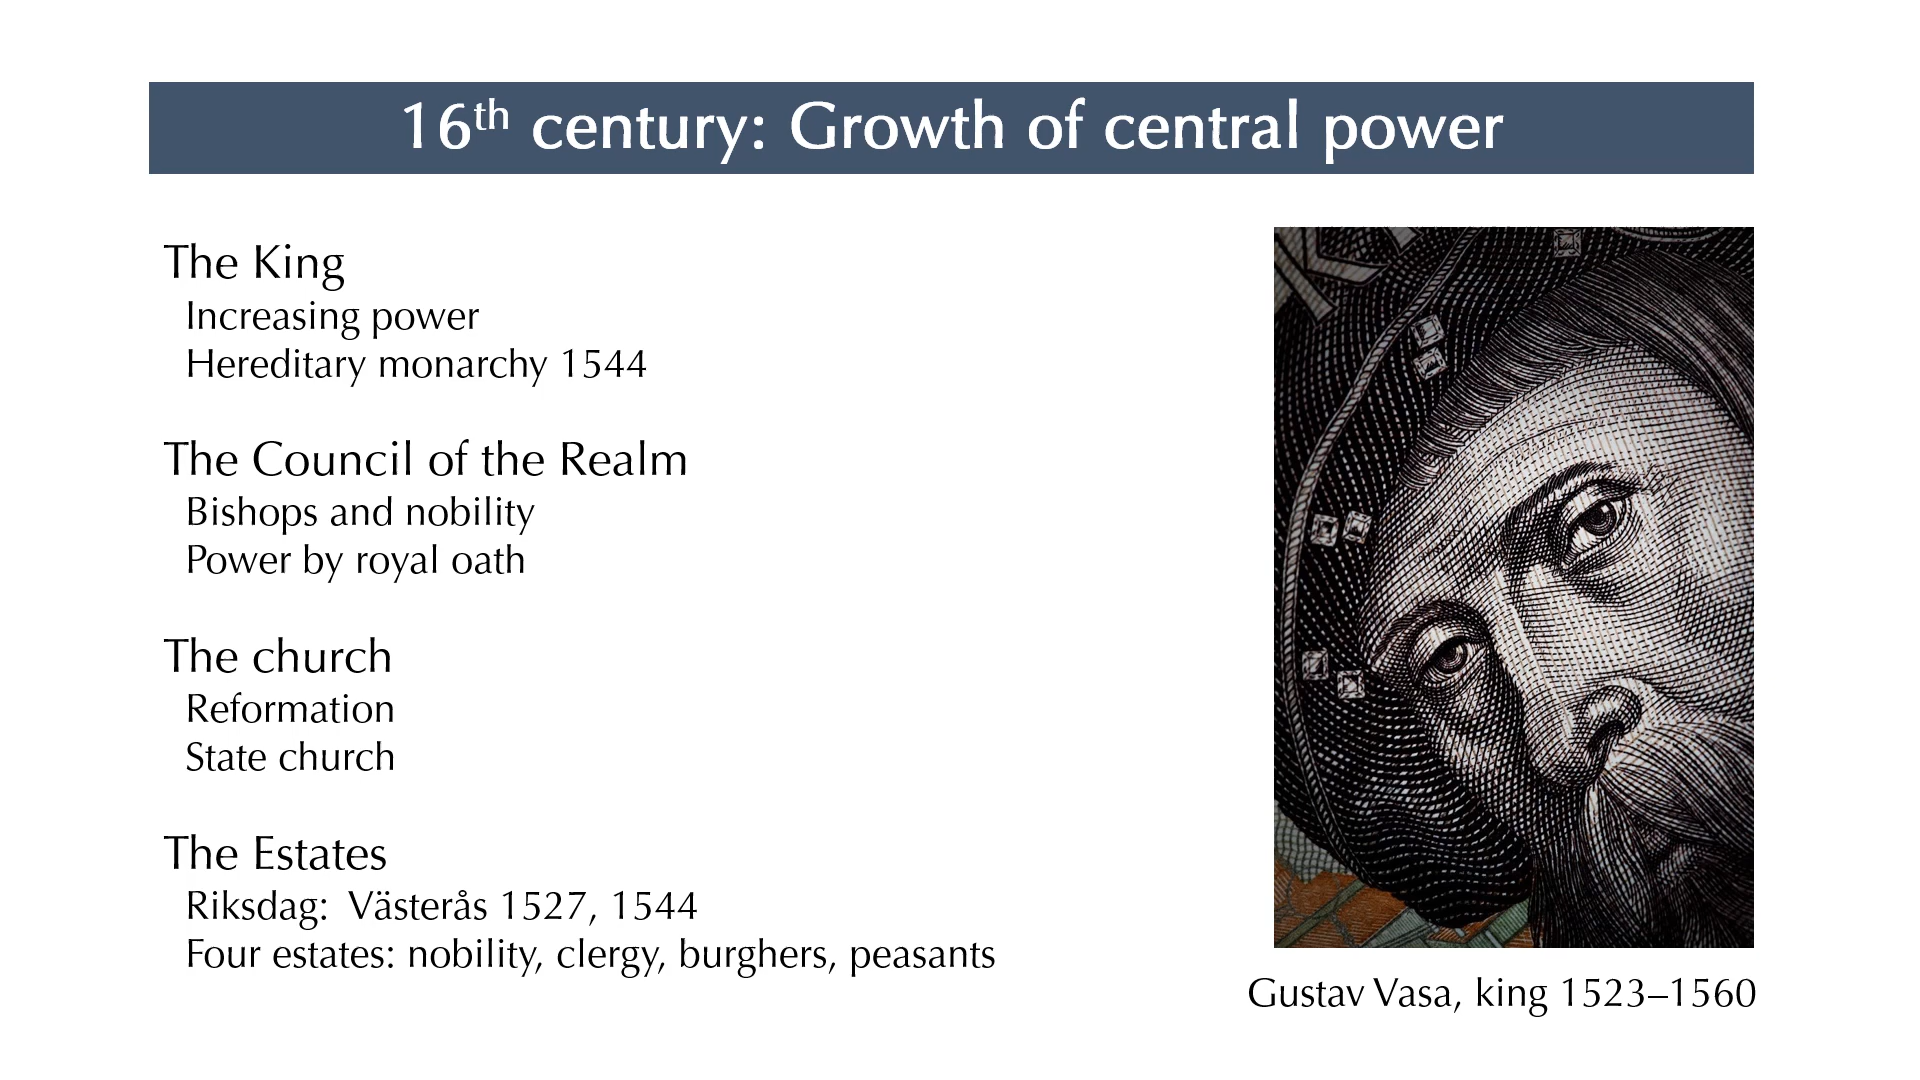 16th century: Growth of central power
The King
Increasing power
Hereditary monarchy 1544
The Council of the Realm
Bishops and nobility
Power by royal oath
The church
Reformation
State church
The Estates
Riksdag: Västerås 1527, 1544
Four estates: nobility, clergy, burghers, peasants
Gustav Vasa, king 1523–1560